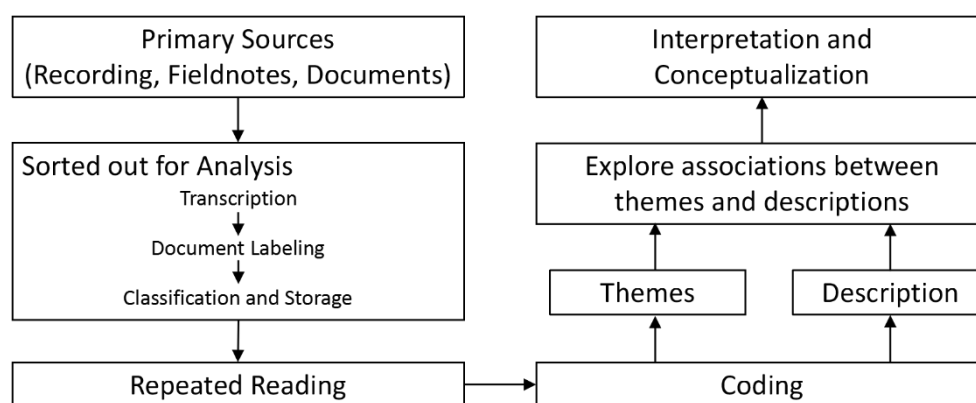 Primary Sources
(Recording, Fieldnotes, Documents)
Sorted out for Analysis
Transcription
Document Labeling
Classification and Storage
Repeated Reading
Coding
Themes
Description
Explore associations between
themes and descriptions
Interpretation and
Conceptualization